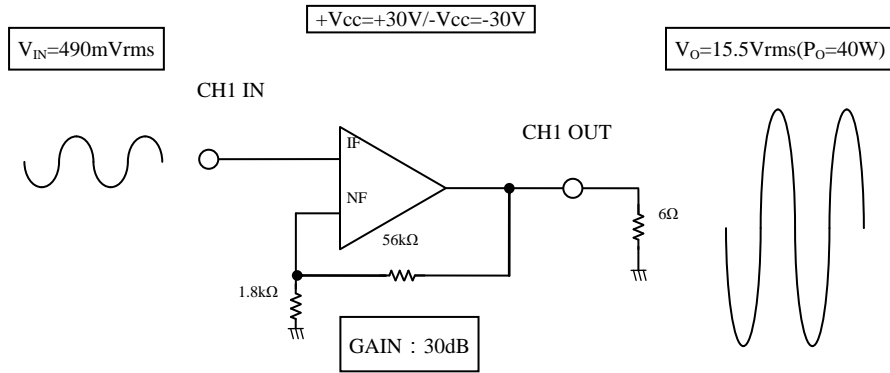 +Vcc=+30V/-Vcc=-30V
VIN=490mVrms
VO=15.5Vrms(PO=40W)
CH1 IN
CH1 OUT
IF
NF
56kΩ
6Ω
1.8kΩ
GAIN：30dB